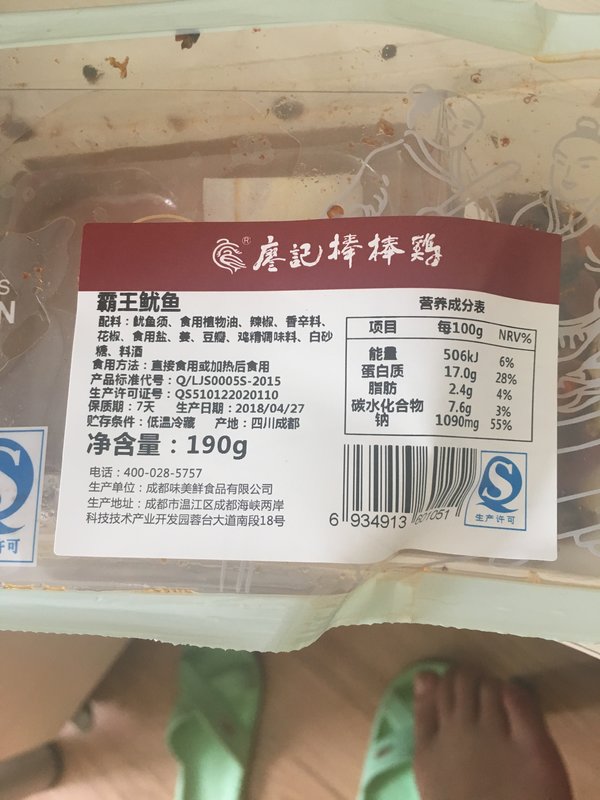 廖記棒棒鷄
®
霸王鱿鱼
配料：鱿鱼须、食用植物油、辣椒、香辛料、
花椒、食用盐、姜、豆瓣、鸡精调味料、白砂
糖、料酒
食用方法：直接食用或加热后食用
产品标准代号：Q/LJS0005S-2015
生产许可证号：QS510122020110
保质期：7天 生产日期：2018/04/27
贮存条件：低温冷藏 产地：四川成都
净含量：190g
电话：400-028-5757
生产单位：成都味美鲜食品有限公司
生产地址：成都市温江区成都海峡两岸
科技技术产业开发园蓉台大道南段18号
营养成分表
项目 每100g NRV%
能量 506kJ 6%
蛋白质 17.0g 28%
脂肪 2.4g 4%
碳水化合物 7.6g 3%
钠 1090mg 55%
6 934913 601051
生产许可
许可
S
N